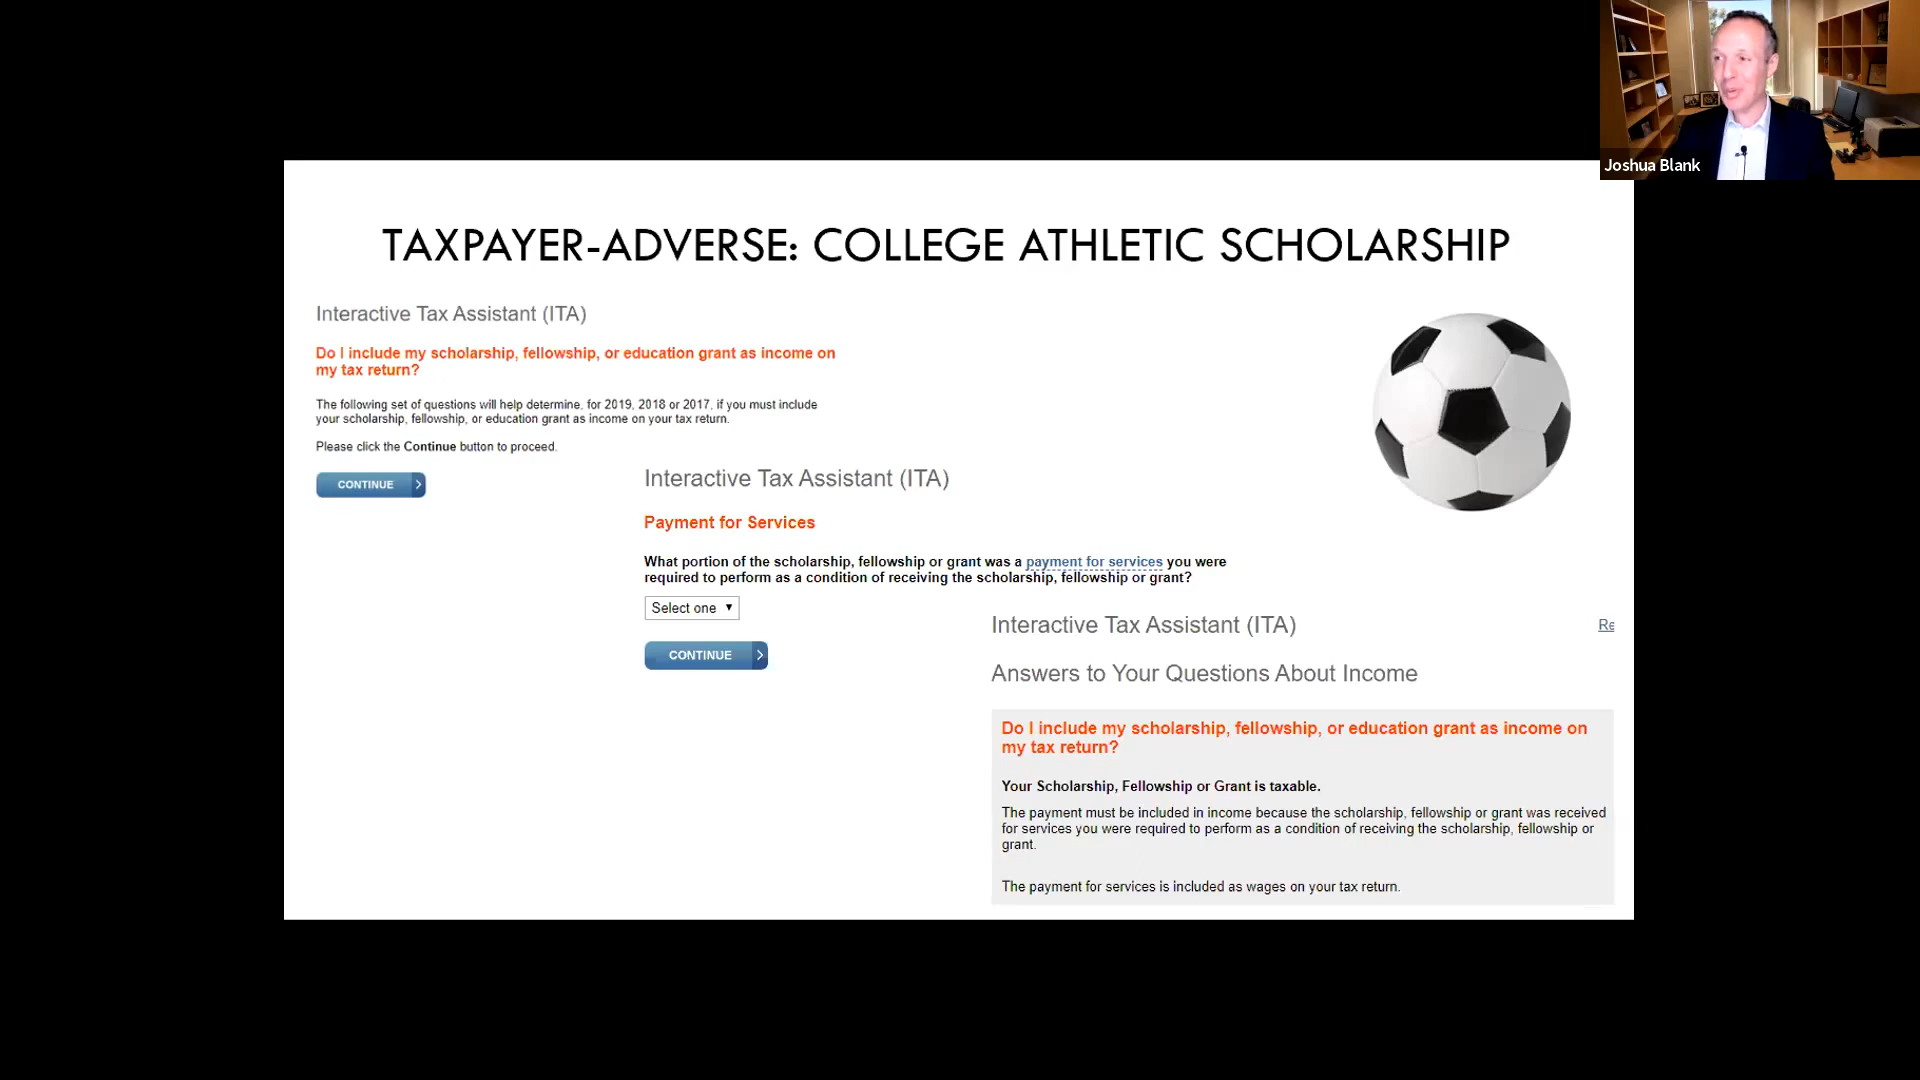 Joshua Blank
TAXPAYER-ADVERSE: COLLEGE ATHLETIC SCHOLARSHIP
Interactive Tax Assistant (ITA)
Do I include my scholarship, fellowship, or education grant as income on
my tax return?
The following set of questions will help determine, for 2019, 2018 or 2017, if you must include
your scholarship, fellowship, or education grant as income on your tax return.
Please click the Continue button to proceed.
CONTINUE
Interactive Tax Assistant (ITA)
Payment for Services
What portion of the scholarship, fellowship or grant was a payment for services you were
required to perform as a condition of receiving the scholarship, fellowship or grant?
Select one
CONTINUE
Interactive Tax Assistant (ITA)
Re
Answers to Your Questions About Income
Do I include my scholarship, fellowship, or education grant as income on
my tax return?
Your Scholarship, Fellowship or Grant is taxable.
The payment must be included in income because the scholarship, fellowship or grant was received
for services you were required to perform as a condition of receiving the scholarship, fellowship or
grant.
The payment for services is included as wages on your tax return.